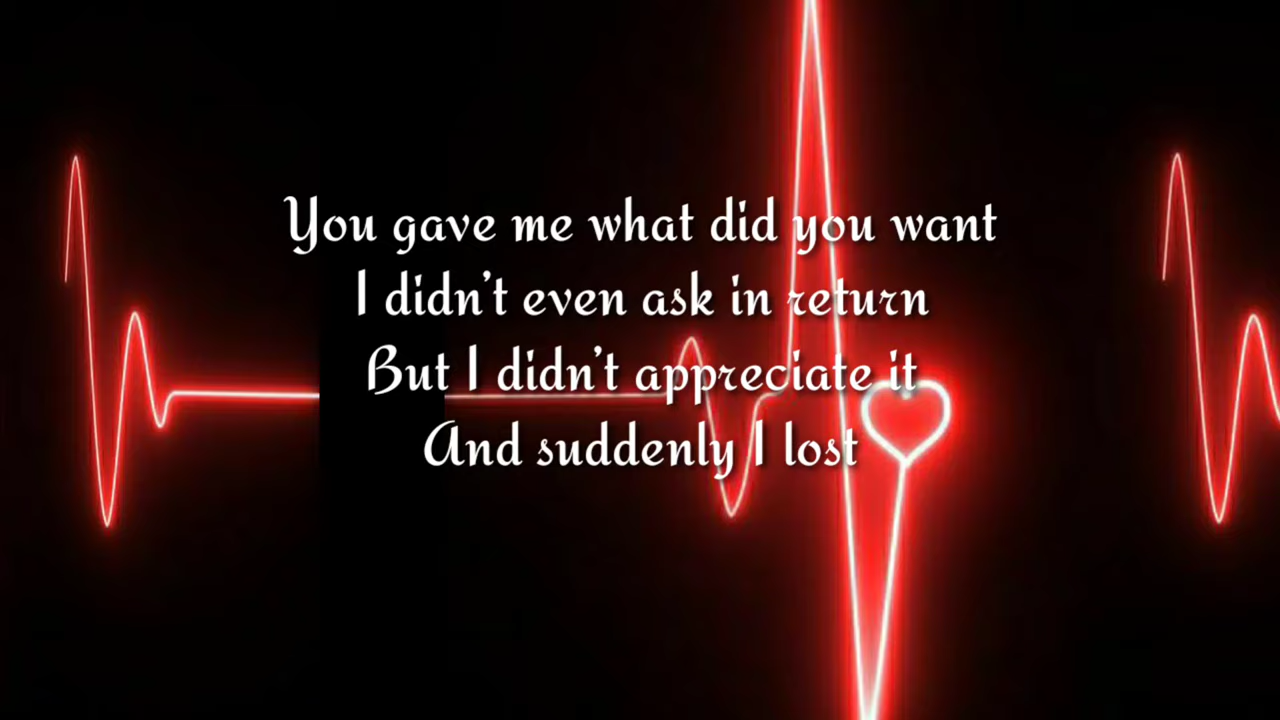 You gave me what did you want
I didn't even ask in return
But I didn't appreciate it
And suddenly I lost